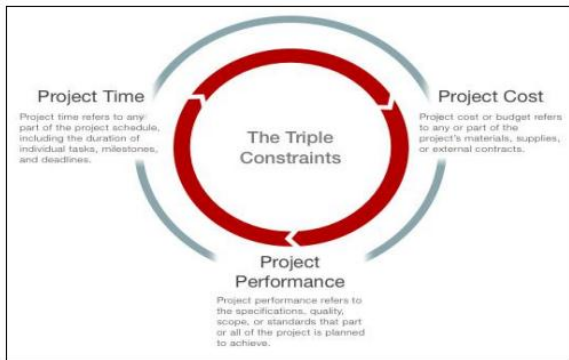 Project Time
Project time refers to any
part of the project schedule,
including the duration of
individual tasks, milestones,
and deadlines.
The Triple
Constraints
Project Cost
Project cost or budget refers
to any or part of the
project's materials, supplies,
or external contracts.
Project
Performance
Project performance refers to
the specifications, quality,
scope, or standards that part
or all of the project is planned
to achieve.